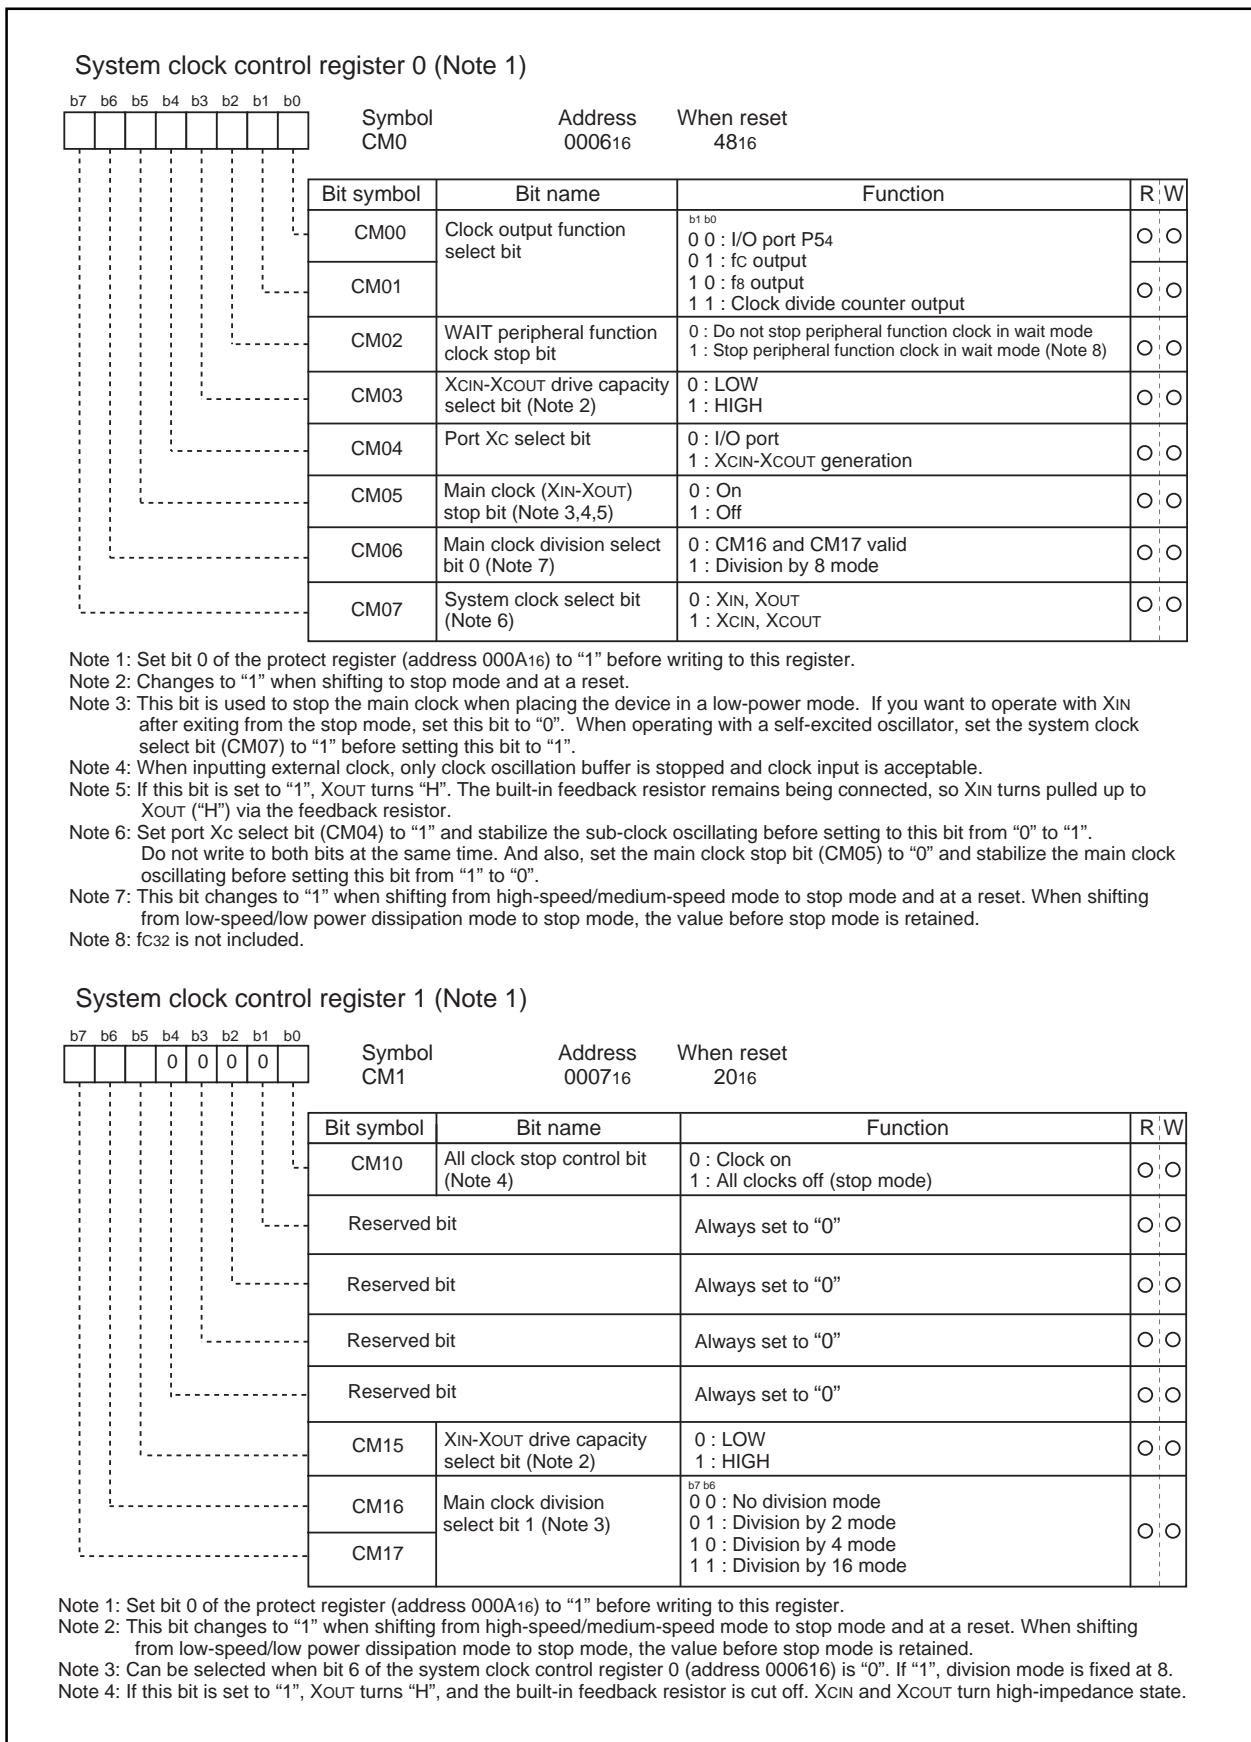 System clock control register 0 (Note 1)
b7 b6 b5 b4 b3 b2 b1 b0
Symbol Address When reset
CM0 000616 4816
Bit symbol Bit name Function R W
CM00 Clock output function select bit b1 b0
0 0 : I/O port P54
0 1 : fC output
1 0 : f8 output
CM01 1 1 : Clock divide counter output
CM02 WAIT peripheral function clock stop bit 0 : Do not stop peripheral function clock in wait mode
1 : Stop peripheral function clock in wait mode (Note 8)
CM03 XCIN-XCOUT drive capacity select bit (Note 2) 0 : LOW
1 : HIGH
CM04 Port XC select bit 0 : I/O port
1 : XCIN-XCOUT generation
CM05 Main clock (XIN-XOUT) stop bit (Note 3,4,5) 0 : On
1 : Off
CM06 Main clock division select bit 0 (Note 7) 0 : CM16 and CM17 valid
1 : Division by 8 mode
CM07 System clock select bit (Note 6) 0 : XIN, XOUT
1 : XCIN, XCOUT
Note 1: Set bit 0 of the protect register (address 000A16) to “1” before writing to this register.
Note 2: Changes to “1” when shifting to stop mode and at a reset.
Note 3: This bit is used to stop the main clock when placing the device in a low-power mode. If you want to operate with XIN
after exiting from the stop mode, set this bit to “0”. When operating with a self-excited oscillator, set the system clock
select bit (CM07) to “1” before setting this bit to “1”.
Note 4: When inputting external clock, only clock oscillation buffer is stopped and clock input is acceptable.
Note 5: If this bit is set to “1”, XOUT turns “H”. The built-in feedback resistor remains being connected, so XIN turns pulled up to
XOUT (“H”) via the feedback resistor.
Note 6: Set port Xc select bit (CM04) to “1” and stabilize the sub-clock oscillating before setting to this bit from “0” to “1”.
Do not write to both bits at the same time. And also, set the main clock stop bit (CM05) to “0” and stabilize the main clock
oscillating before setting this bit from “1” to “0”.
Note 7: This bit changes to “1” when shifting from high-speed/medium-speed mode to stop mode and at a reset. When shifting
from low-speed/low power dissipation mode to stop mode, the value before stop mode is retained.
Note 8: fC32 is not included.
System clock control register 1 (Note 1)
b7 b6 b5 b4 b3 b2 b1 b0
0 0 0 0
Symbol Address When reset
CM1 000716 2016
Bit symbol Bit name Function R W
CM10 All clock stop control bit (Note 4) 0 : Clock on
1 : All clocks off (stop mode)
Reserved bit Always set to “0”
Reserved bit Always set to “0”
Reserved bit Always set to “0”
Reserved bit Always set to “0”
CM15 XIN-XOUT drive capacity select bit (Note 2) 0 : LOW
1 : HIGH
CM16 Main clock division select bit 1 (Note 3) b7 b6
0 0 : No division mode
0 1 : Division by 2 mode
CM17 1 0 : Division by 4 mode
1 1 : Division by 16 mode
Note 1: Set bit 0 of the protect register (address 000A16) to “1” before writing to this register.
Note 2: This bit changes to “1” when shifting from high-speed/medium-speed mode to stop mode and at a reset. When shifting
from low-speed/low power dissipation mode to stop mode, the value before stop mode is retained.
Note 3: Can be selected when bit 6 of the system clock control register 0 (address 000616) is “0”. If “1”, division mode is fixed at 8.
Note 4: If this bit is set to “1”, XOUT turns “H”, and the built-in feedback resistor is cut off. XCIN and XCOUT turn high-impedance state.